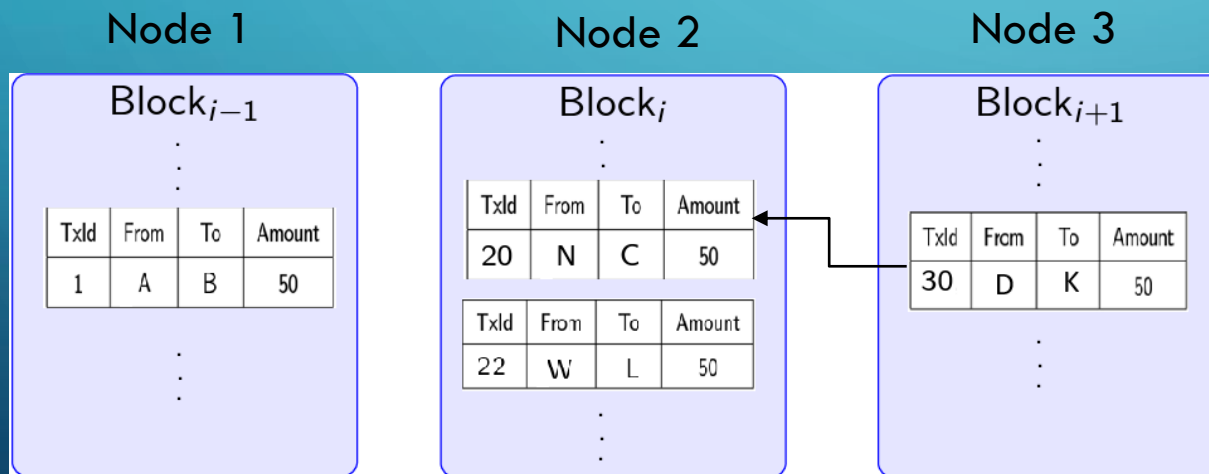 Node 1 Node 2 Node 3
Block_{i−1}
TxId From To Amount
1 A B 50
Block_i
TxId From To Amount
20 N C 50
TxId From To Amount
22 W L 50
Block_{i+1}
TxId From To Amount
30 D K 50